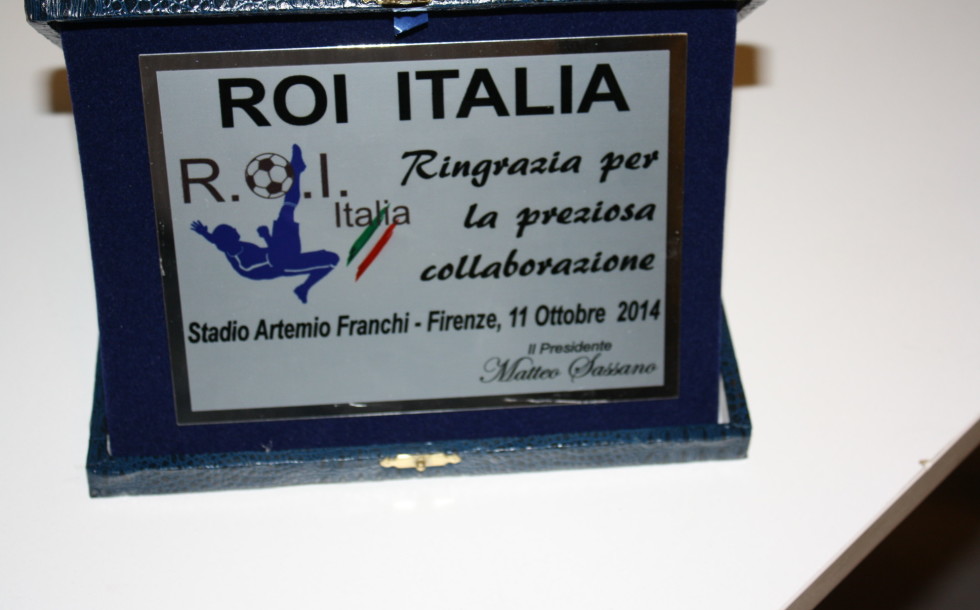 ROI ITALIA
R.O.I.
Italia
Ringrazia per
la preziosa
collaborazione
Stadio Artemio Franchi - Firenze, 11 Ottobre 2014
Il Presidente
Matteo Sassano